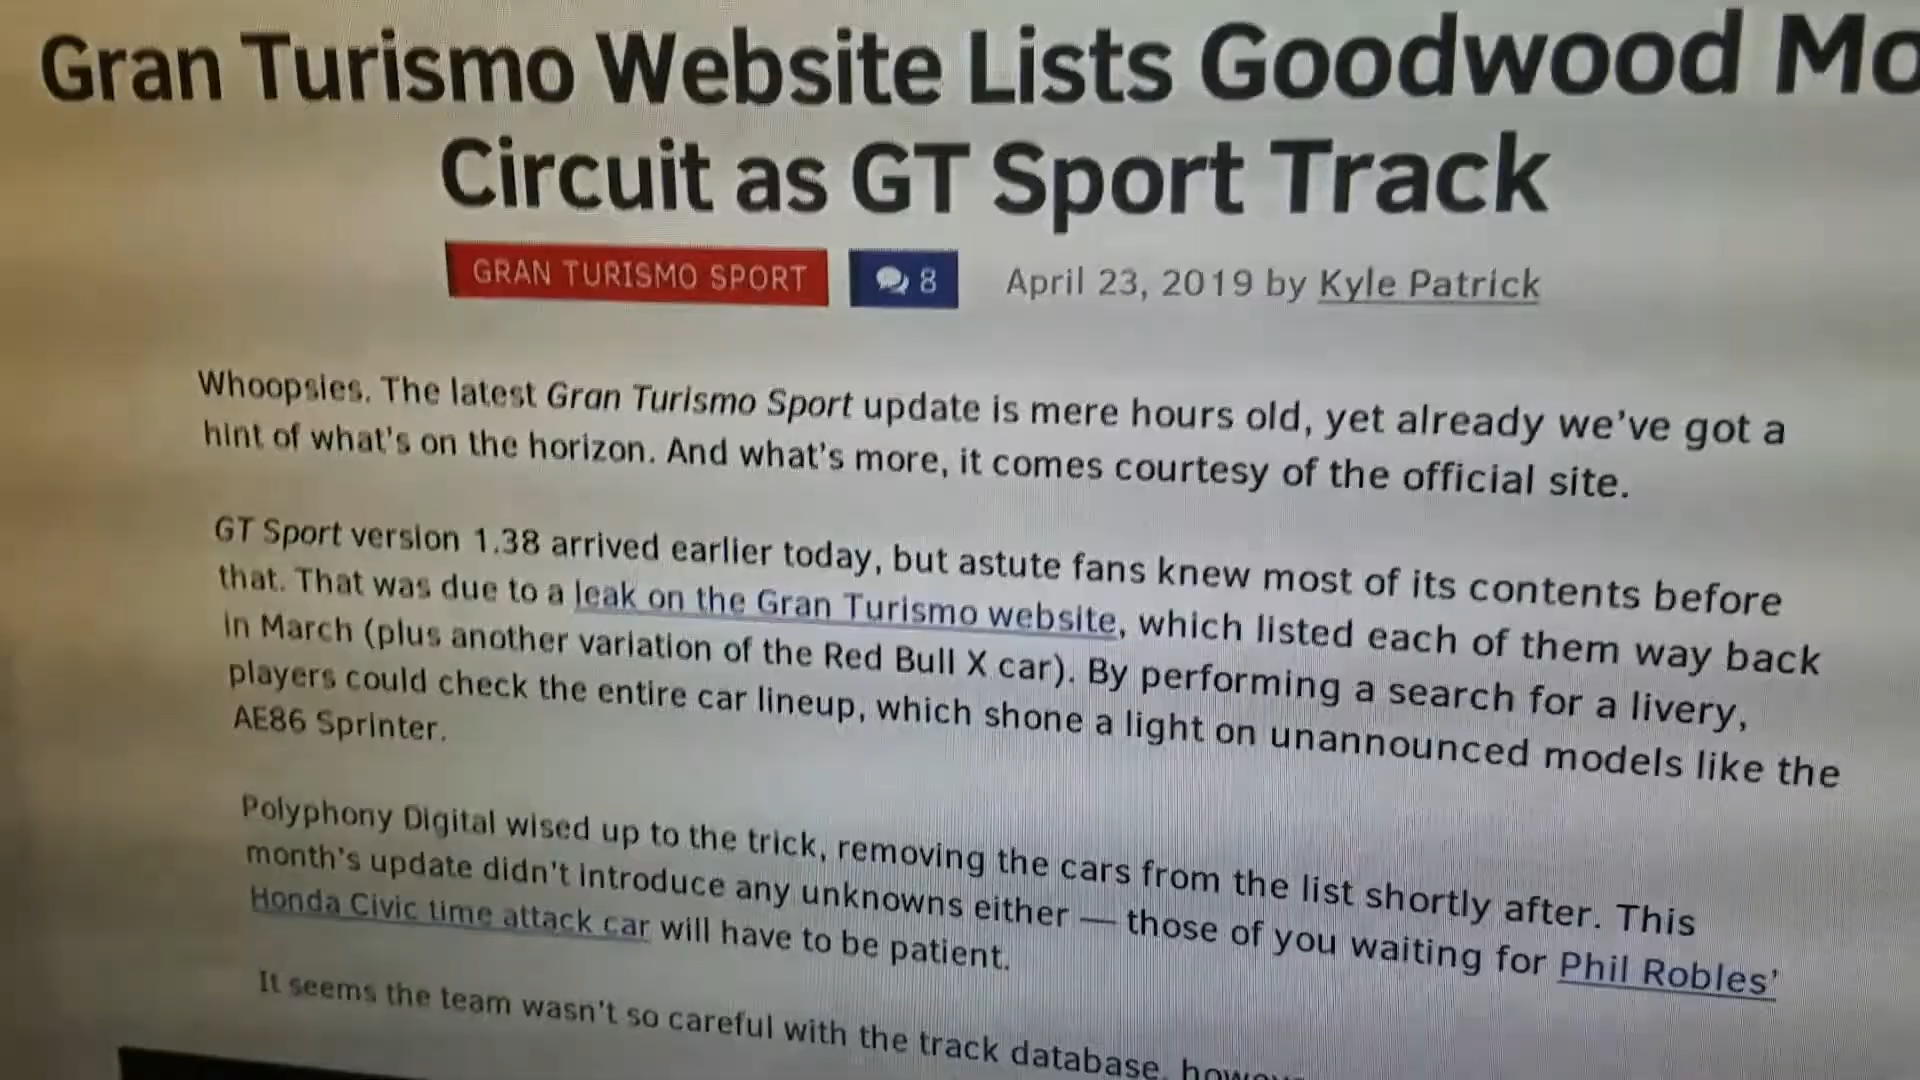 Gran Turismo Website Lists Goodwood Mo
Circuit as GT Sport Track
GRAN TURISMO SPORT 8 April 23, 2019 by Kyle Patrick
Whoopsies. The latest Gran Turismo Sport update is mere hours old, yet already we've got a
hint of what's on the horizon. And what's more, it comes courtesy of the official site.
GT Sport version 1.38 arrived earlier today, but astute fans knew most of its contents before
that. That was due to a leak on the Gran Turismo website, which listed each of them way back
in March (plus another variation of the Red Bull X car). By performing a search for a livery,
players could check the entire car lineup, which shone a light on unannounced models like the
AE86 Sprinter.
Polyphony Digital wised up to the trick, removing the cars from the list shortly after. This
month's update didn't introduce any unknowns either — those of you waiting for Phil Robles'
Honda Civic time attack car will have to be patient.
It seems the team wasn't so careful with the track database,